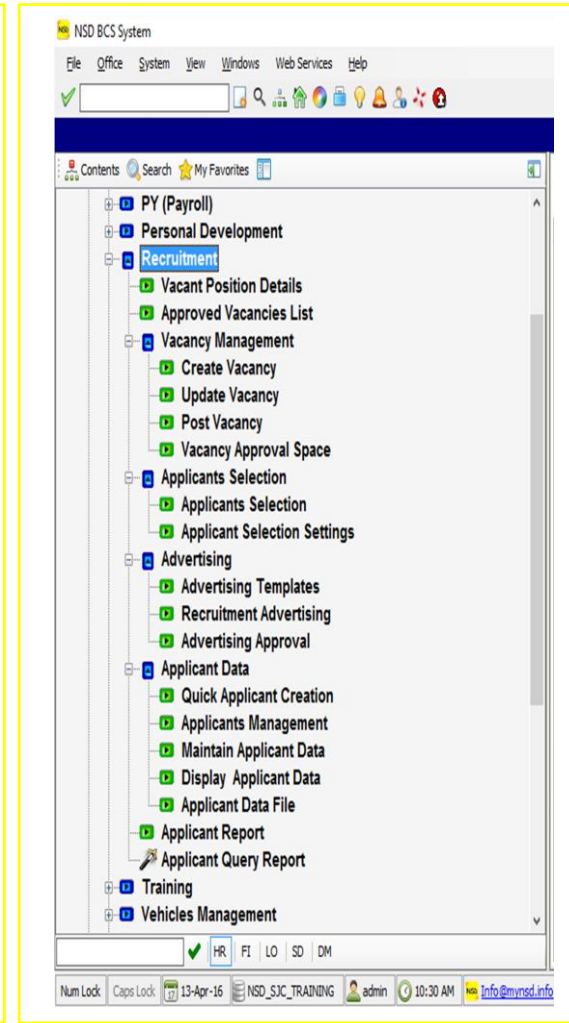 NSD BCS System
File Office System View Windows Web Services Help
Contents Search My Favorites
PY (Payroll)
Personal Development
Recruitment
Vacant Position Details
Approved Vacancies List
Vacancy Management
Create Vacancy
Update Vacancy
Post Vacancy
Vacancy Approval Space
Applicants Selection
Applicants Selection
Applicant Selection Settings
Advertising
Advertising Templates
Recruitment Advertising
Advertising Approval
Applicant Data
Quick Applicant Creation
Applicants Management
Maintain Applicant Data
Display Applicant Data
Applicant Data File
Applicant Report
Applicant Query Report
Training
Vehicles Management
HR FI LO SD DM
Num Lock Caps Lock 17 13-Apr-16 NSD_SJC_TRAINING admin 10:30 AM NSD Info@mynsd.info